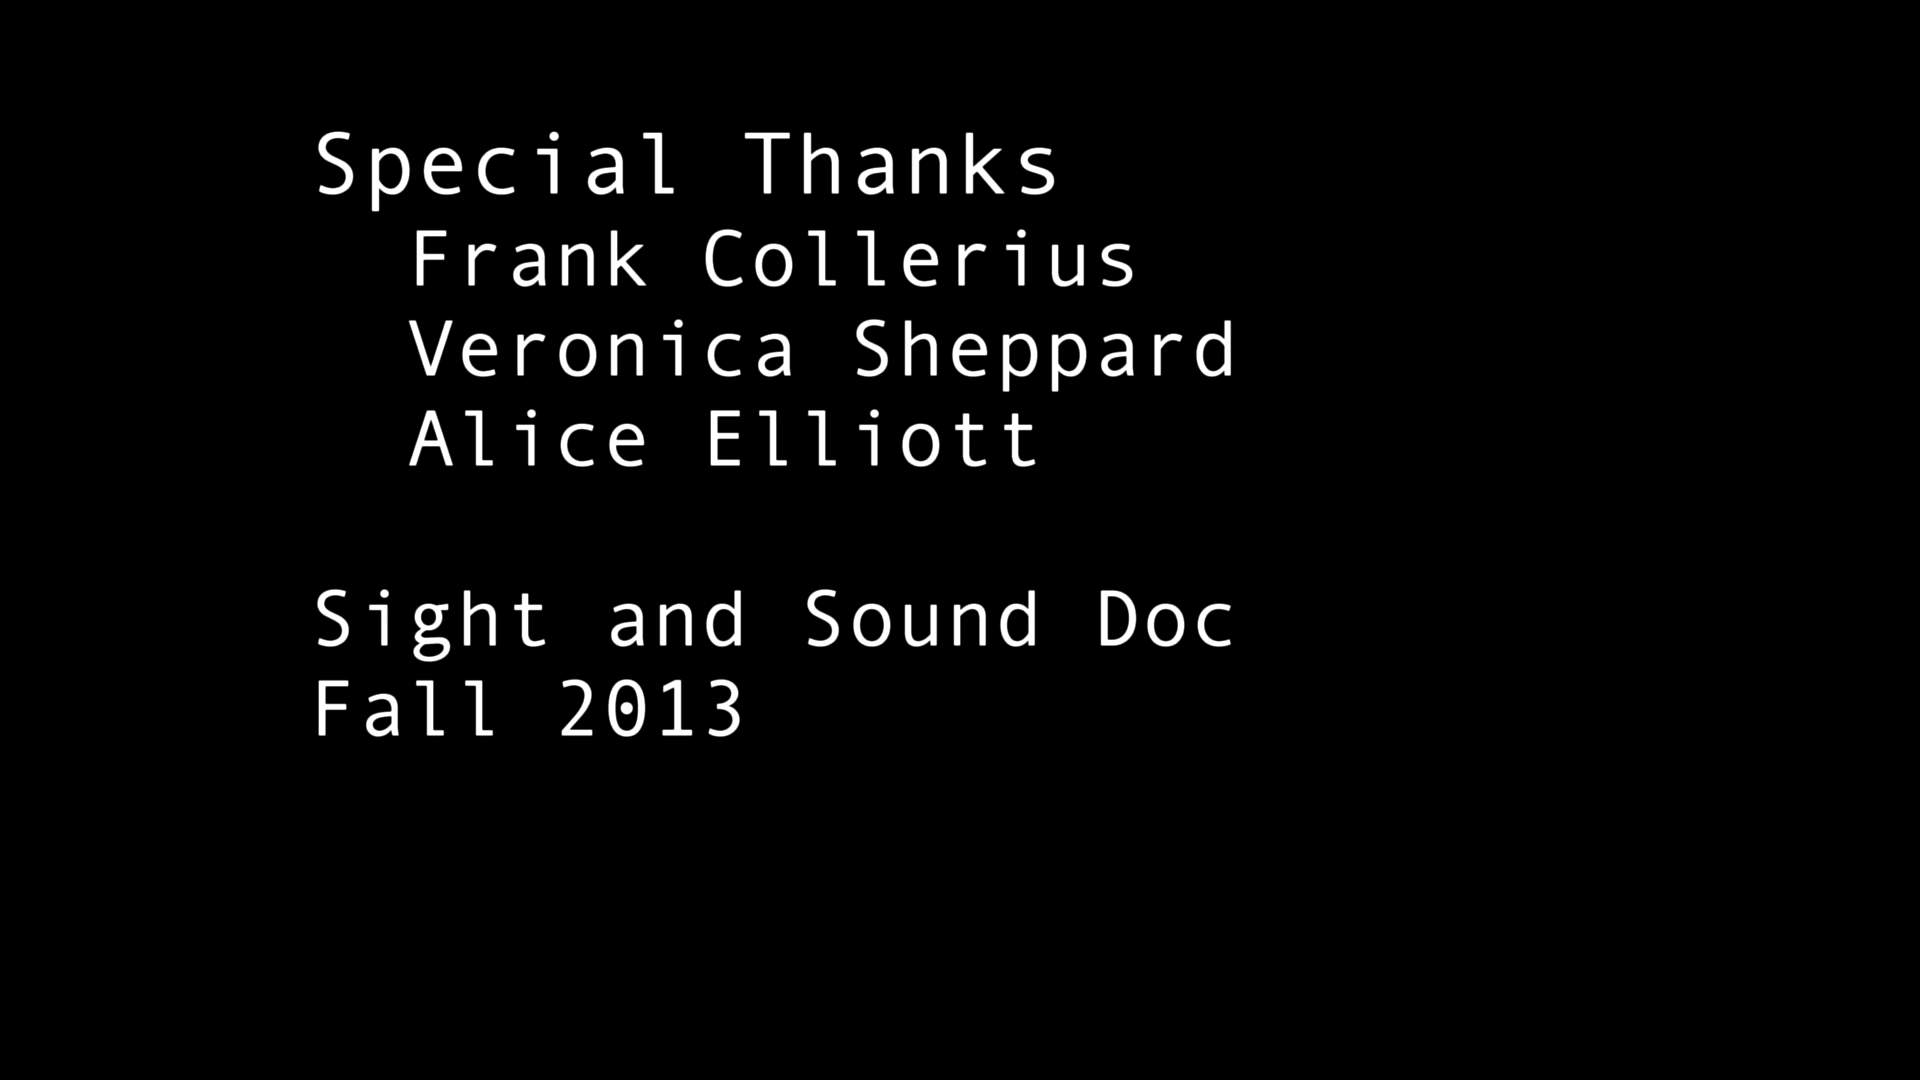 Special Thanks
Frank Collerius
Veronica Sheppard
Alice Elliott
Sight and Sound Doc
Fall 2013